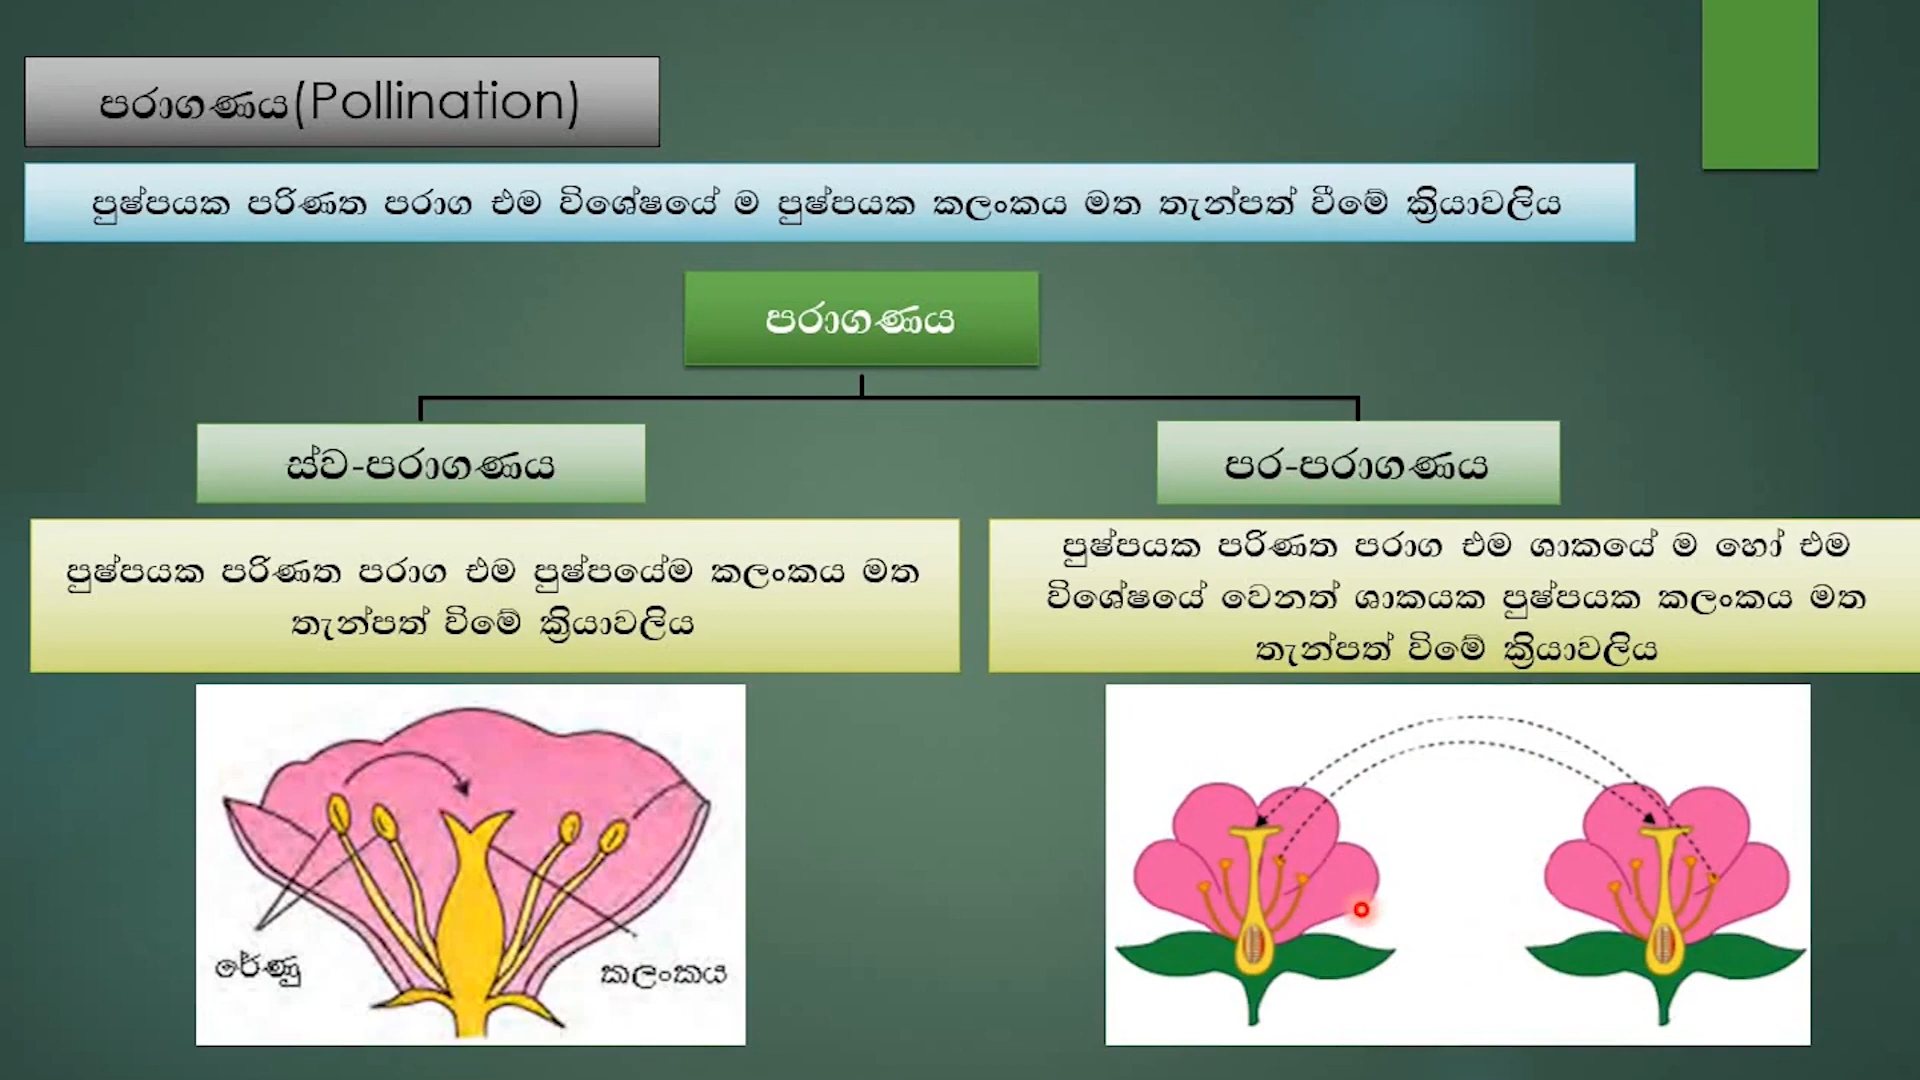 පරාගණය(Pollination)
පුෂ්පයක පරිණත පරාග එම විශේෂයේ ම පුෂ්පයක කලංකය මත තැන්පත් වීමේ ක්‍රියාවලිය
පරාගණය
ස්ව-පරාගණය
පර-පරාගණය
පුෂ්පයක පරිණත පරාග එම පුෂ්පයේම කලංකය මත
තැන්පත් විමේ ක්‍රියාවලිය
පුෂ්පයක පරිණත පරාග එම ශාකයේ ම හෝ එම
විශේෂයේ වෙනත් ශාකයක පුෂ්පයක කලංකය මත
තැන්පත් විමේ ක්‍රියාවලිය
රේණු
කලංකය